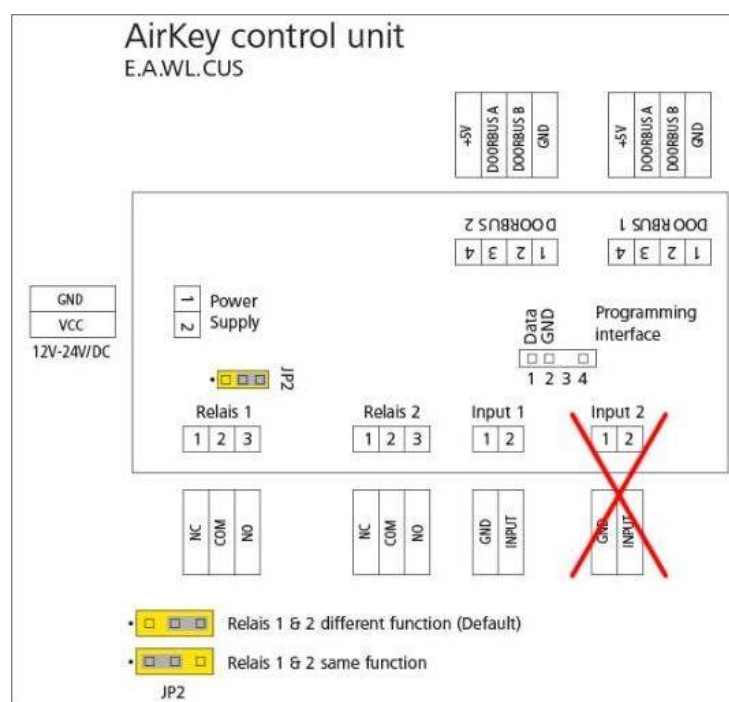 AirKey control unit
E.A.WL.CUS
+5V DOORBUS A DOORBUS B GND
+5V DOORBUS A DOORBUS B GND
DOORBUS 2
4 3 2 1
DOORBUS 1
4 3 2 1
GND
VCC
12V-24V/DC
1 Power
2 Supply
Data
GND
Programming
interface
1 2 3 4
JP2
Relais 1
1 2 3
Relais 2
1 2 3
Input 1
1 2
Input 2
1 2
NC COM NO
NC COM NO
GND INPUT
GND INPUT
Relais 1 & 2 different function (Default)
Relais 1 & 2 same function
JP2